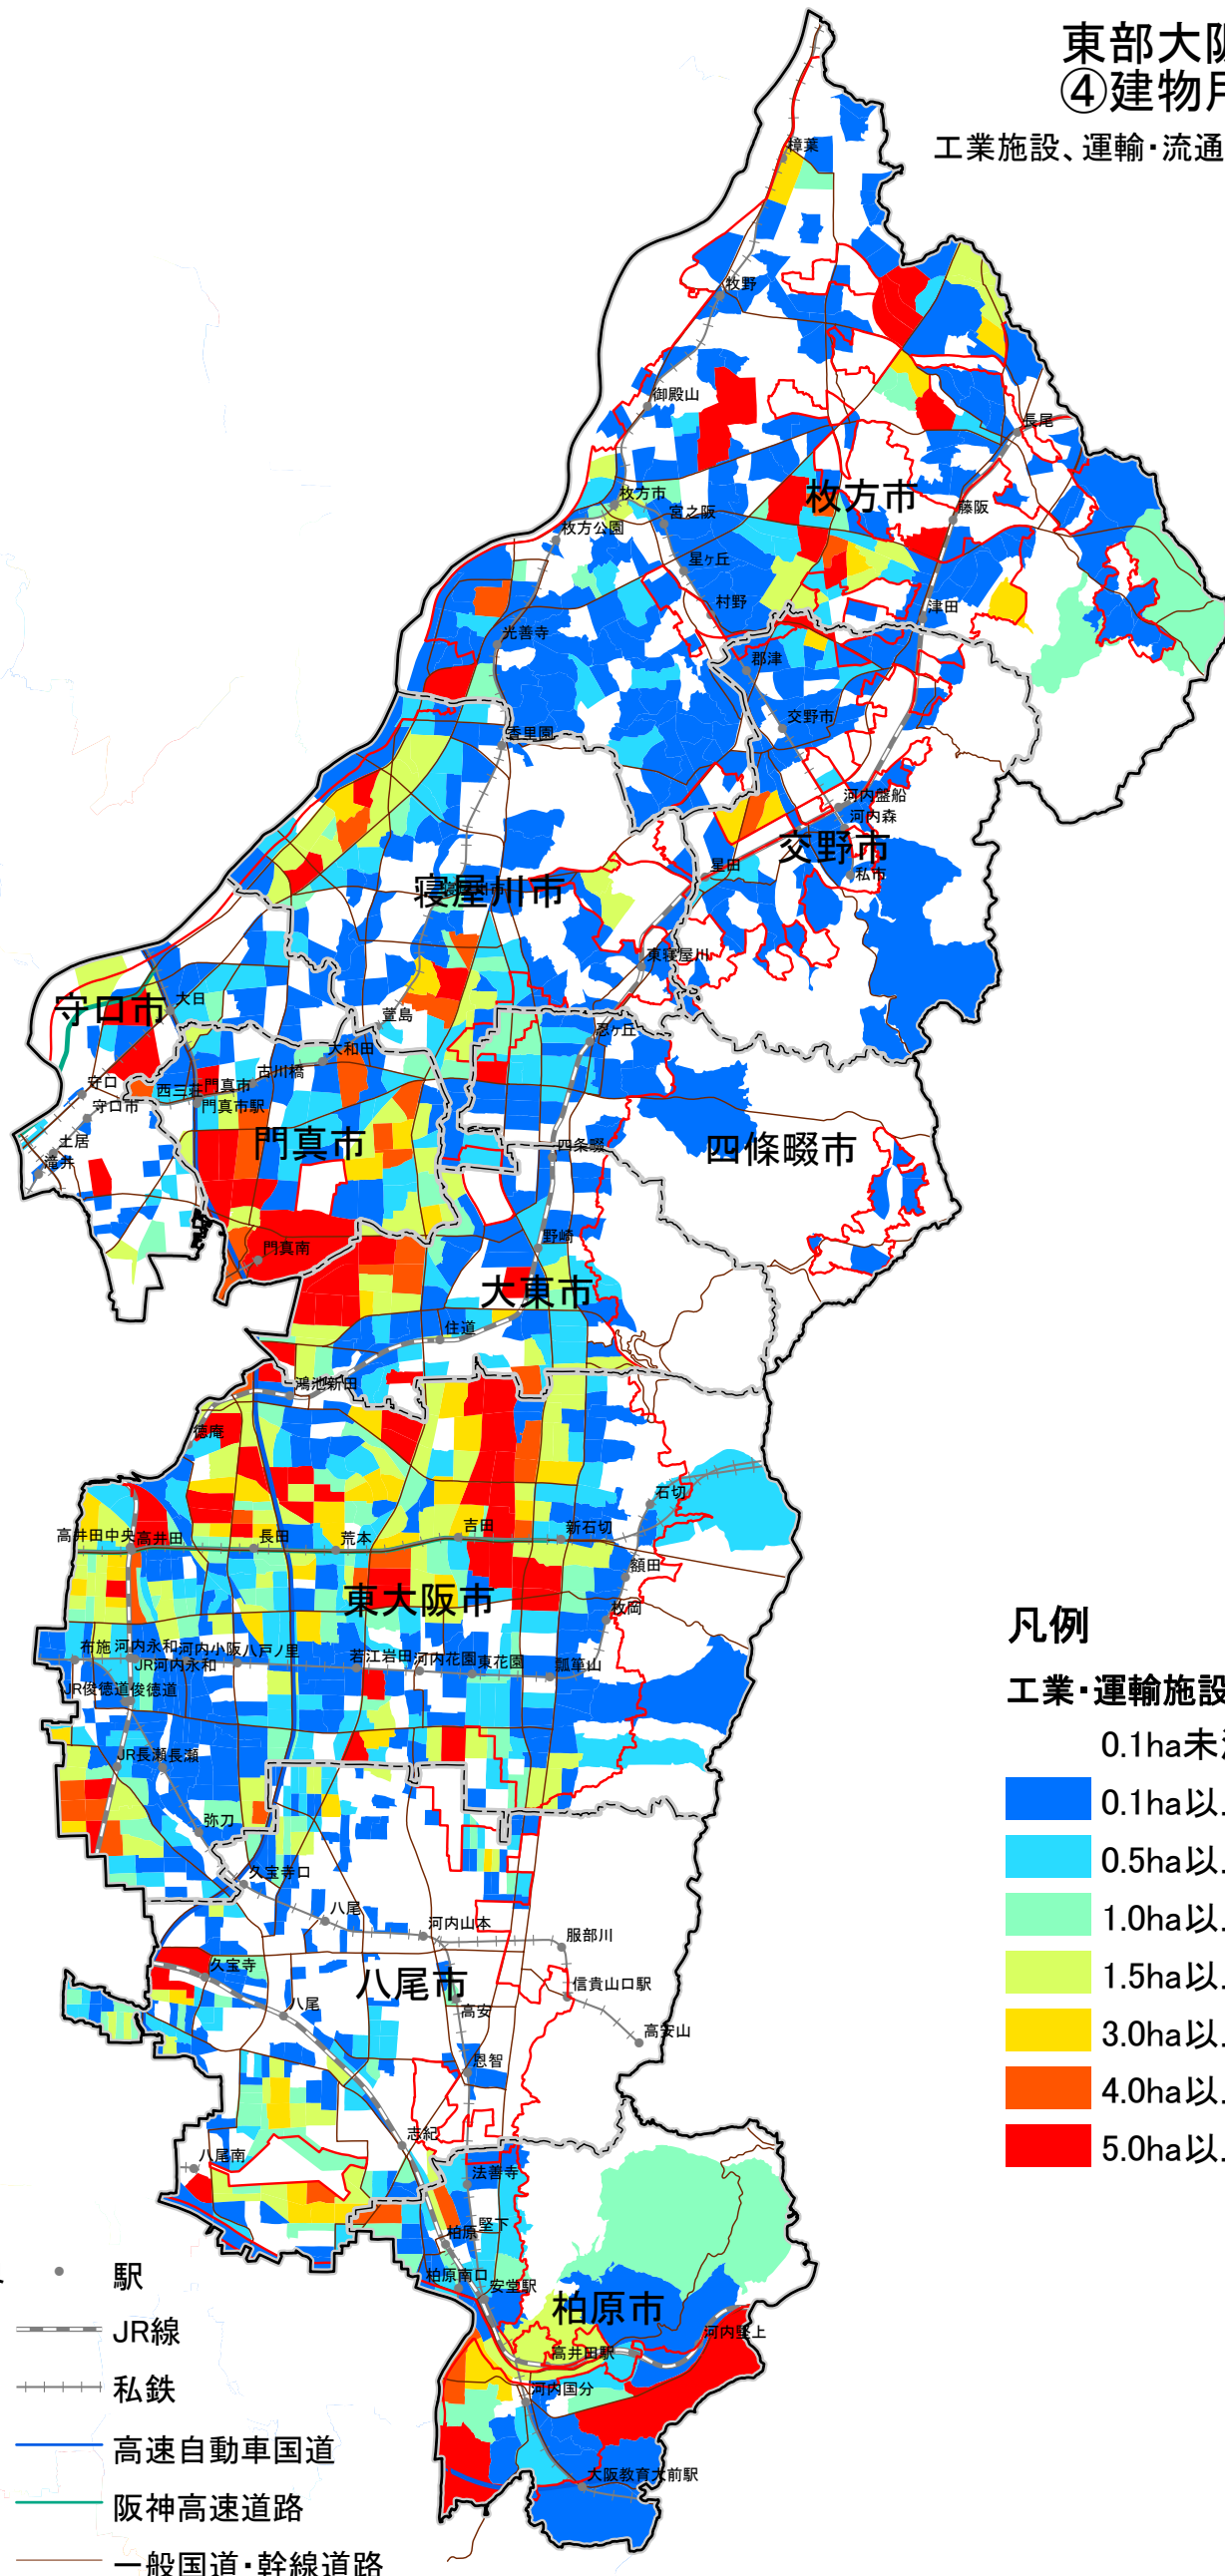 東部大阪
④建物用
工業施設、運輸・流通
樟葉
牧野
御殿山
長尾
枚方市
枚方市
藤阪
宮之阪
枚方公園
星ヶ丘
村野
津田
光善寺
郡津
交野市
香里園
河内磐船
河内森
交野市
星田
私市
寝屋川市
寝屋川市
東寝屋川
守口市
大日
萱島
忍ヶ丘
大和田
古川橋
西三荘
門真市
門真市駅
守口
守口市
土居
滝井
門真市
四条畷
四條畷市
野崎
門真南
大東市
住道
鴻池新田
徳庵
石切
高井田中央
高井田
長田
荒本
吉田
新石切
額田
東大阪市
枚岡
布施
河内永和
JR河内永和
河内小阪
八戸ノ里
若江岩田
河内花園
東花園
瓢箪山
JR俊徳道
俊徳道
JR長瀬
長瀬
弥刀
久宝寺口
八尾
河内山本
服部川
久宝寺
八尾市
信貴山口駅
八尾
高安
高安山
恩智
志紀
八尾南
法善寺
柏原
堅下
柏原南口
安堂駅
柏原市
河内堅上
高井田駅
河内国分
大阪教育大前駅
凡例
工業・運輸施設
0.1ha未
0.1ha以
0.5ha以
1.0ha以
1.5ha以
3.0ha以
4.0ha以
5.0ha以
駅
JR線
私鉄
高速自動車国道
阪神高速道路
一般国道・幹線道路